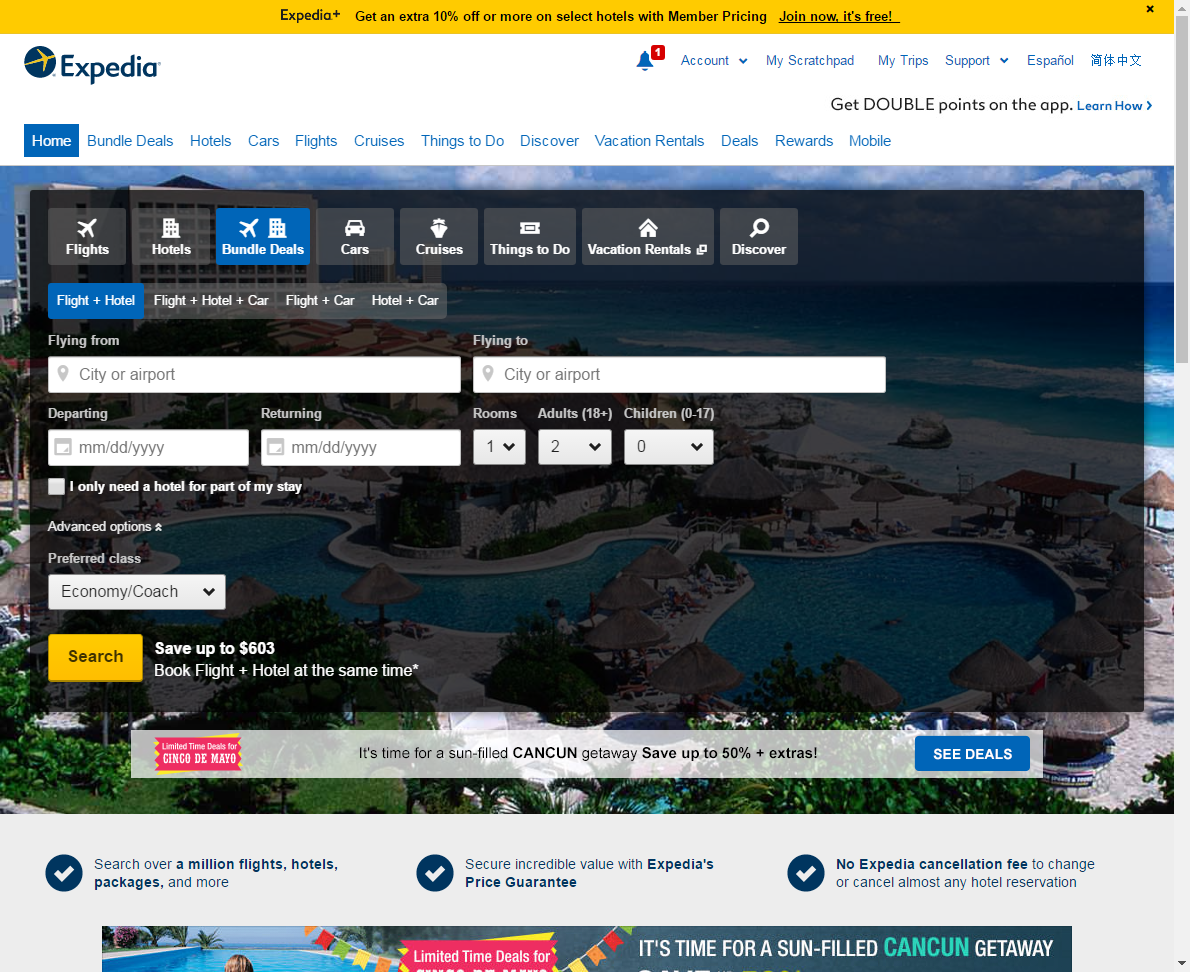 Expedia+ Get an extra 10% off or more on select hotels with Member Pricing Join now, it's free!
Expedia
1 Account My Scratchpad My Trips Support Español 简体中文
Get DOUBLE points on the app. Learn How
Home Bundle Deals Hotels Cars Flights Cruises Things to Do Discover Vacation Rentals Deals Rewards Mobile
Flights Hotels Bundle Deals Cars Cruises Things to Do Vacation Rentals Discover
Flight + Hotel Flight + Hotel + Car Flight + Car Hotel + Car
Flying from Flying to
City or airport City or airport
Departing Returning Rooms Adults (18+) Children (0-17)
mm/dd/yyyy mm/dd/yyyy 1 2 0
I only need a hotel for part of my stay
Advanced options
Preferred class
Economy/Coach
Search Save up to $603
Book Flight + Hotel at the same time*
Limited Time Deals for
CINCO DE MAYO
It's time for a sun-filled CANCUN getaway Save up to 50% + extras!
SEE DEALS
Search over a million flights, hotels,
packages, and more
Secure incredible value with Expedia's
Price Guarantee
No Expedia cancellation fee to change
or cancel almost any hotel reservation
Limited Time Deals for
IT'S TIME FOR A SUN-FILLED CANCUN GETAWAY